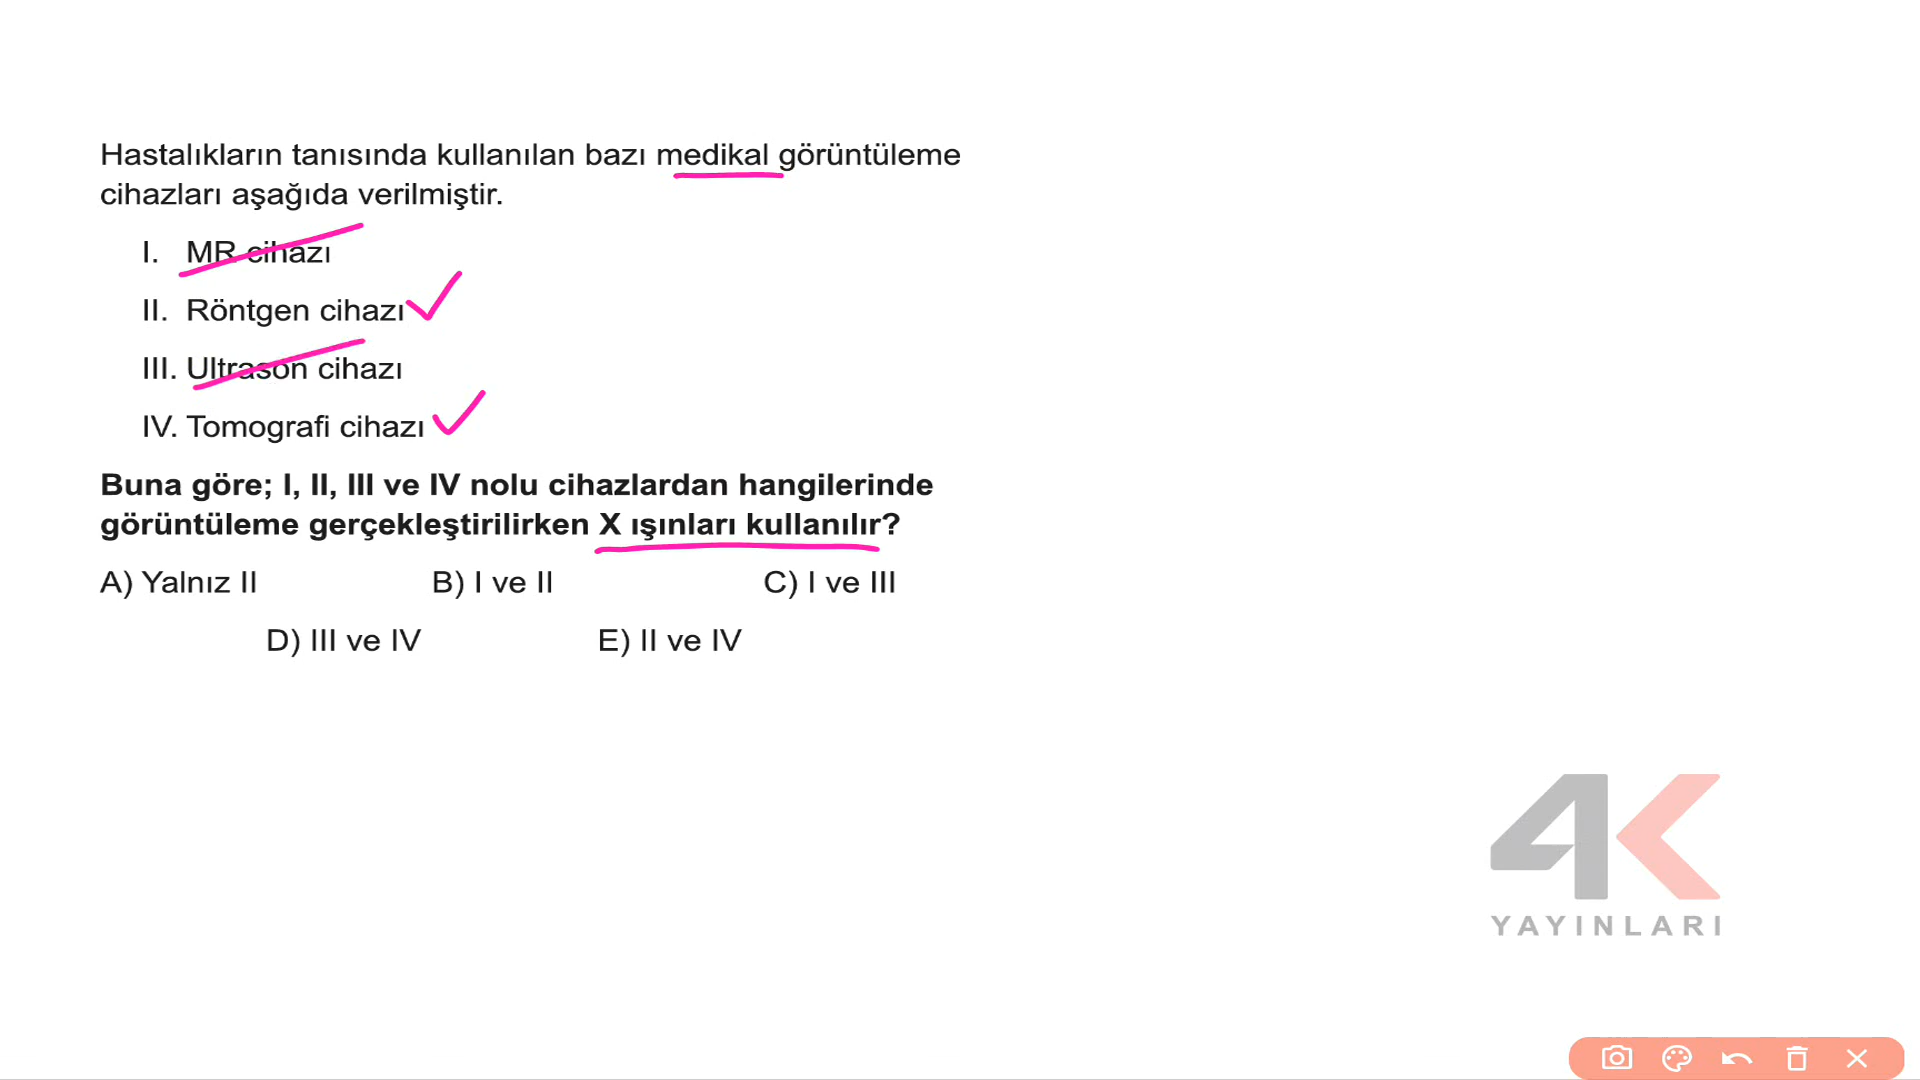 Hastalıkların tanısında kullanılan bazı medikal görüntüleme
cihazları aşağıda verilmiştir.
I. MR cihazı
II. Röntgen cihazı
III. Ultrason cihazı
IV. Tomografi cihazı
Buna göre; I, II, III ve IV nolu cihazlardan hangilerinde
görüntüleme gerçekleştirilirken X ışınları kullanılır?
A) Yalnız II B) I ve II C) I ve III
D) III ve IV E) II ve IV
4K
YAYINLARI